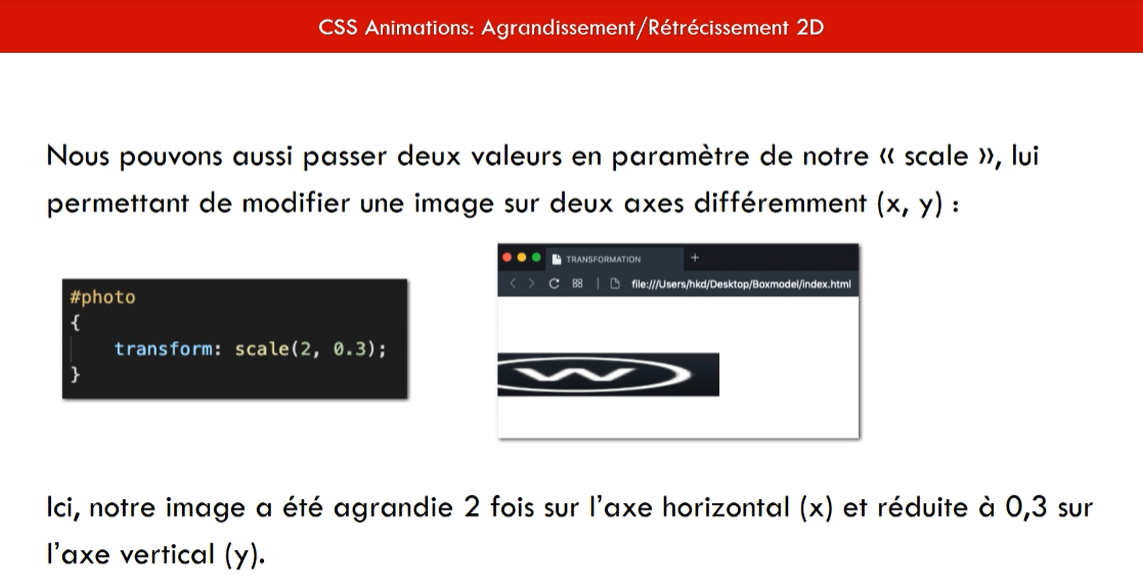 CSS Animations: Agrandissement/Rétrécissement 2D
Nous pouvons aussi passer deux valeurs en paramètre de notre « scale », lui
permettant de modifier une image sur deux axes différemment (x, y) :
#photo
{
transform: scale(2, 0.3);
}
TRANSFORMATION
file:///Users/hkd/Desktop/Boxmodel/index.html
Ici, notre image a été agrandie 2 fois sur l'axe horizontal (x) et réduite à 0,3 sur
l'axe vertical (y).